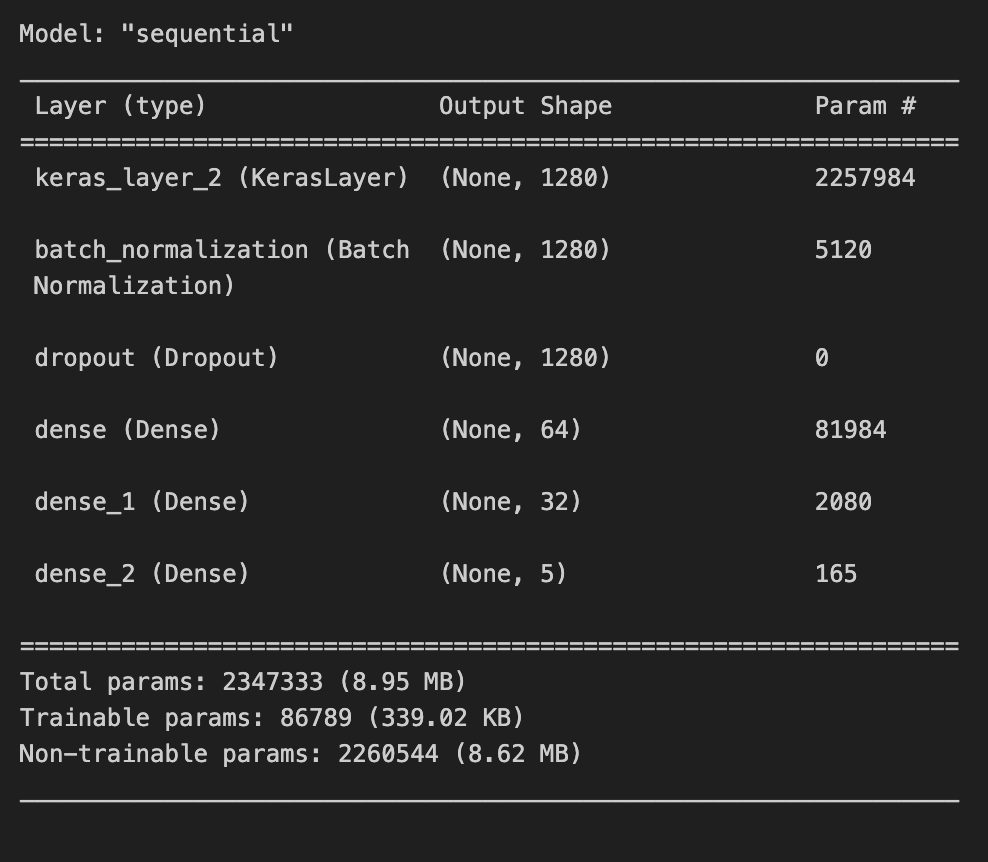 Model: "sequential"
_________________________________________________________________
Layer (type) Output Shape Param #
=================================================================
keras_layer_2 (KerasLayer) (None, 1280) 2257984
batch_normalization (Batch (None, 1280) 5120
Normalization)
dropout (Dropout) (None, 1280) 0
dense (Dense) (None, 64) 81984
dense_1 (Dense) (None, 32) 2080
dense_2 (Dense) (None, 5) 165
=================================================================
Total params: 2347333 (8.95 MB)
Trainable params: 86789 (339.02 KB)
Non-trainable params: 2260544 (8.62 MB)
_________________________________________________________________